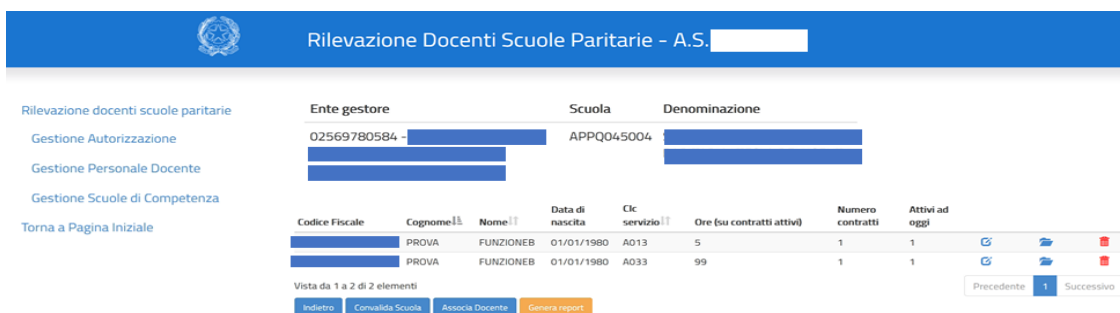 Rilevazione Docenti Scuole Paritarie - A.S.
Rilevazione docenti scuole paritarie
Gestione Autorizzazione
Gestione Personale Docente
Gestione Scuole di Competenza
Torna a Pagina Iniziale
Ente gestore Scuola Denominazione
02569780584 - APPQ045004
Codice Fiscale Cognome Nome Data di nascita Clc servizio Ore (su contratti attivi) Numero contratti Attivi ad oggi
PROVA FUNZIONEB 01/01/1980 A013 5 1 1
PROVA FUNZIONEB 01/01/1980 A033 99 1 1
Vista da 1 a 2 di 2 elementi
Precedente 1 Successivo
Indietro Convalida Scuola Associa Docente Genera report